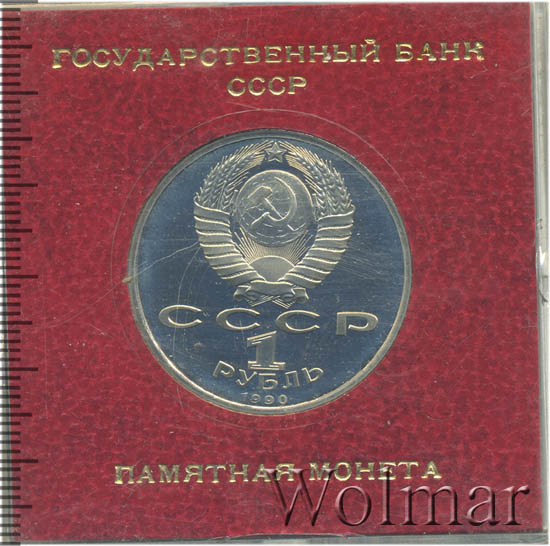 ГОСУДАРСТВЕННЫЙ БАНК
СССР
СССР
1
РУБЛЬ
1990
ПАМЯТНАЯ МОНЕТА
Wolmar